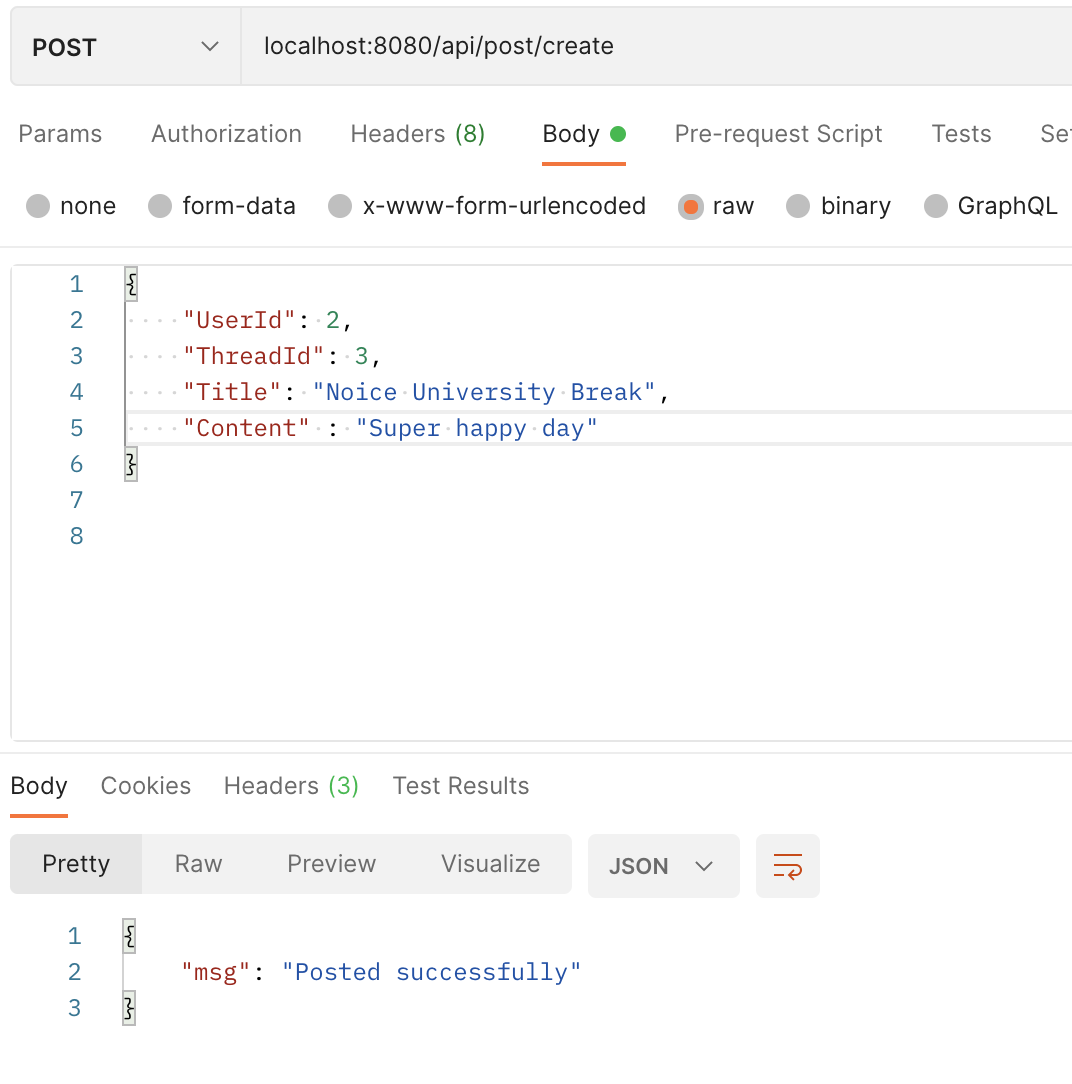 POST localhost:8080/api/post/create
Params Authorization Headers (8) Body Pre-request Script Tests
none form-data x-www-form-urlencoded raw binary GraphQL
1 {
2 "UserId": 2,
3 "ThreadId": 3,
4 "Title": "Noice University Break",
5 "Content" : "Super happy day"
6 }
7
8
Body Cookies Headers (3) Test Results
Pretty Raw Preview Visualize JSON
1 {
2 "msg": "Posted successfully"
3 }